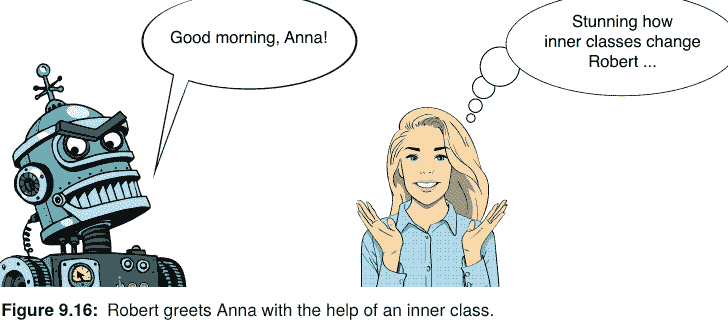 Good morning, Anna!
Stunning how
inner classes change
Robert ...
Figure 9.16: Robert greets Anna with the help of an inner class.